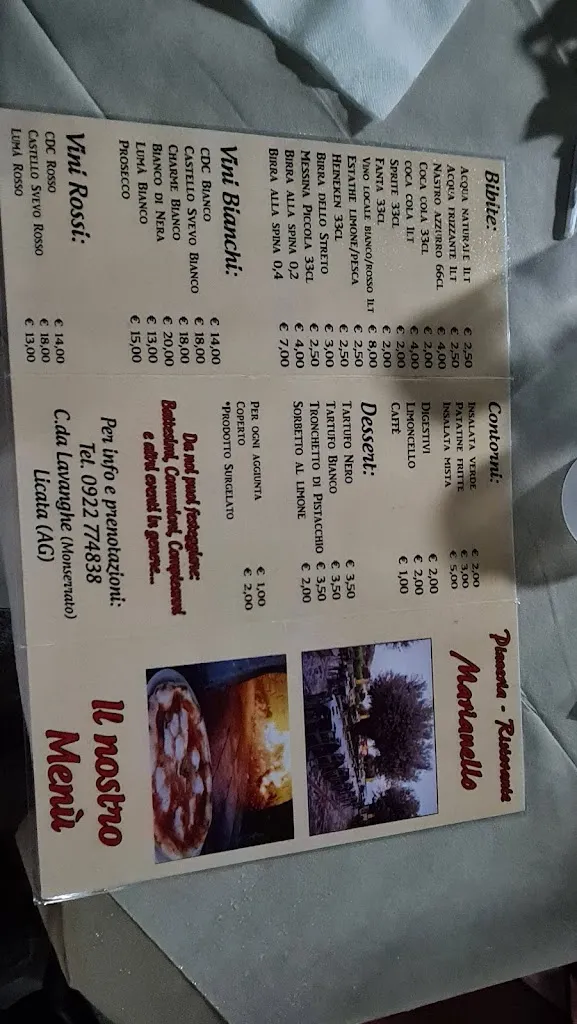 Bibite:
Acqua naturale 1lt € 2,50
Acqua frizzante 1lt € 2,50
Nastro azzurro 66cl € 4,00
Coca cola 33cl € 2,00
coca cola 1lt € 4,00
Sprite 33cl € 2,00
Fanta 33cl € 2,00
Vino locale bianco/rosso 1lt € 8,00
Estathe limone/pesca € 2,50
Heineken 33cl € 2,50
Birra dello Stretto € 3,00
Messina Piccola 33cl € 2,50
Birra alla spina 0,2 € 4,00
Birra alla spina 0,4 € 7,00
Vini Bianchi:
CDC Bianco € 14,00
Castello Svevo Bianco € 18,00
Charme Bianco € 18,00
Bianco di Nera € 20,00
Lumà Bianco € 13,00
Prosecco € 15,00
Vini Rossi:
CDC Rosso € 14,00
Castello Svevo Rosso € 18,00
Lumà Rosso € 13,00
Contorni:
Insalata verde € 2,00
Patatine fritte € 3,00
Insalata mista € 5,00
Digestivi € 2,00
Limoncello € 2,00
Caffè € 1,00
Dessert:
Tartufo Nero € 3,50
Tartufo Bianco € 3,50
Tronchetto di Pistacchio € 3,50
Sorbetto al limone € 2,00
Per ogni aggiunta € 1,00
Coperto € 2,00
*Prodotto Surgelato
Da noi puoi festeggiare:
Battesimi, Comunioni, Compleanni
e altri eventi in genere...
Per info e prenotazioni:
Tel. 0922 774838
C.da Lavanghe (Monserrato)
Licata (AG)
Pizzeria - Ristorante
Marianello
Il nostro
Menù